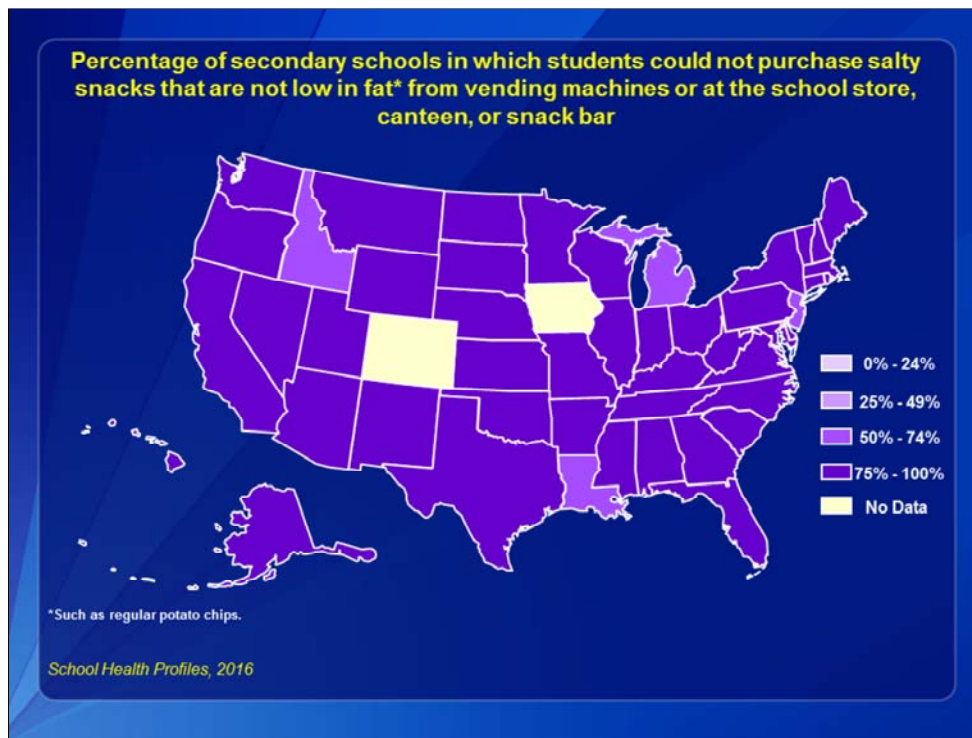 Percentage of secondary schools in which students could not purchase salty
snacks that are not low in fat* from vending machines or at the school store,
canteen, or snack bar
0% - 24%
25% - 49%
50% - 74%
75% - 100%
No Data
*Such as regular potato chips.
School Health Profiles, 2016